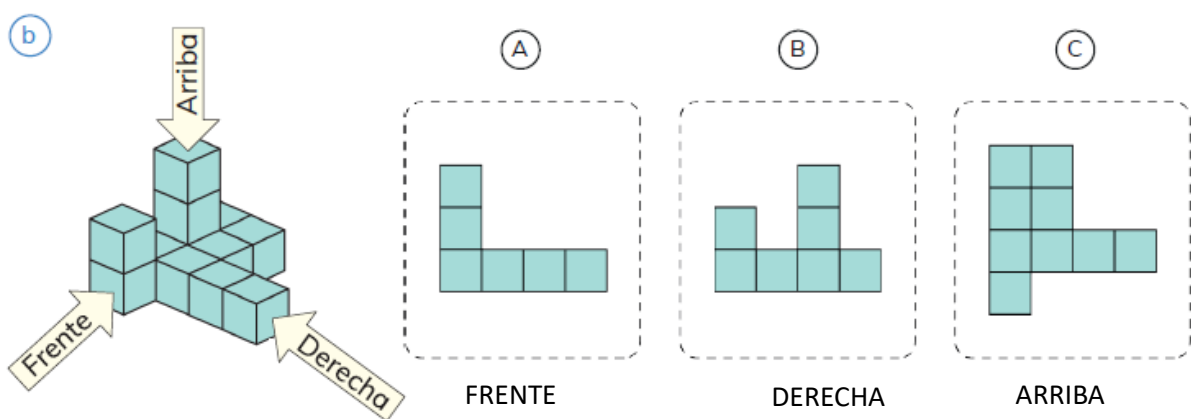 b
Arriba
Frente
Derecha
A
B
C
FRENTE
DERECHA
ARRIBA